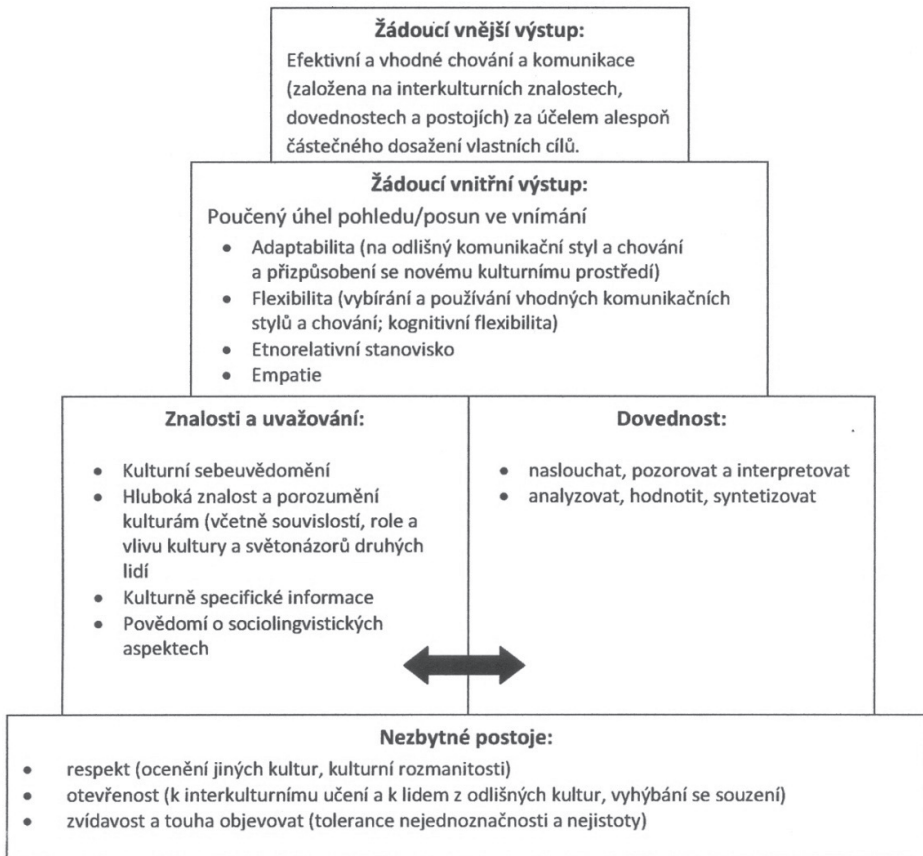 Žádoucí vnější výstup:
Efektivní a vhodné chování a komunikace
(založena na interkulturních znalostech,
dovednostech a postojích) za účelem alespoň
částečného dosažení vlastních cílů.
Žádoucí vnitřní výstup:
Poučený úhel pohledu/posun ve vnímání
• Adaptabilita (na odlišný komunikační styl a chování
a přizpůsobení se novému kulturnímu prostředí)
• Flexibilita (vybírání a používání vhodných komunikačních
stylů a chování; kognitivní flexibilita)
• Etnorelativní stanovisko
• Empatie
Znalosti a uvažování:
• Kulturní sebeuvědomění
• Hluboká znalost a porozumění
kulturám (včetně souvislostí, role a
vlivu kultury a světonázorů druhých
lidí
• Kulturně specifické informace
• Povědomí o sociolingvistických
aspektech
Dovednost:
• naslouchat, pozorovat a interpretovat
• analyzovat, hodnotit, syntetizovat
Nezbytné postoje:
• respekt (ocenění jiných kultur, kulturní rozmanitosti)
• otevřenost (k interkulturnímu učení a k lidem z odlišných kultur, vyhýbání se souzení)
• zvídavost a touha objevovat (tolerance nejednoznačnosti a nejistoty)